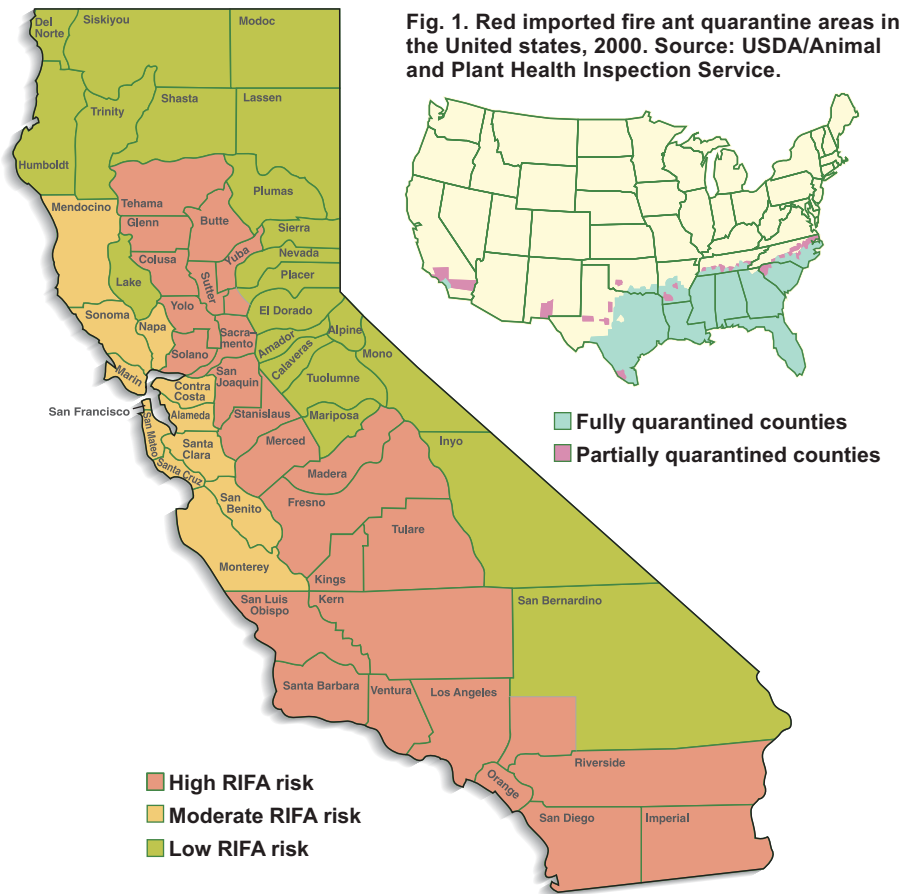 Fig. 1. Red imported fire ant quarantine areas in
the United states, 2000. Source: USDA/Animal
and Plant Health Inspection Service.
Fully quarantined counties
Partially quarantined counties
Del
Norte
Siskiyou
Modoc
Trinity
Shasta
Lassen
Humboldt
Mendocino
Tehama
Plumas
Glenn
Butte
Sierra
Colusa
Yuba
Nevada
Lake
Sutter
Placer
Sonoma
Napa
Yolo
El Dorado
Sacra-
mento
Alpine
Solano
Amador
Calaveras
Mono
Marin
San
Joaquin
Contra
Costa
Tuolumne
San Francisco
Alameda
Stanislaus
Mariposa
San Mateo
Santa
Clara
Merced
Inyo
Santa Cruz
Madera
San
Benito
Fresno
Tulare
Monterey
Kings
San Luis
Obispo
Kern
San Bernardino
Santa Barbara
Ventura
Los Angeles
Riverside
Orange
San Diego
Imperial
High RIFA risk
Moderate RIFA risk
Low RIFA risk